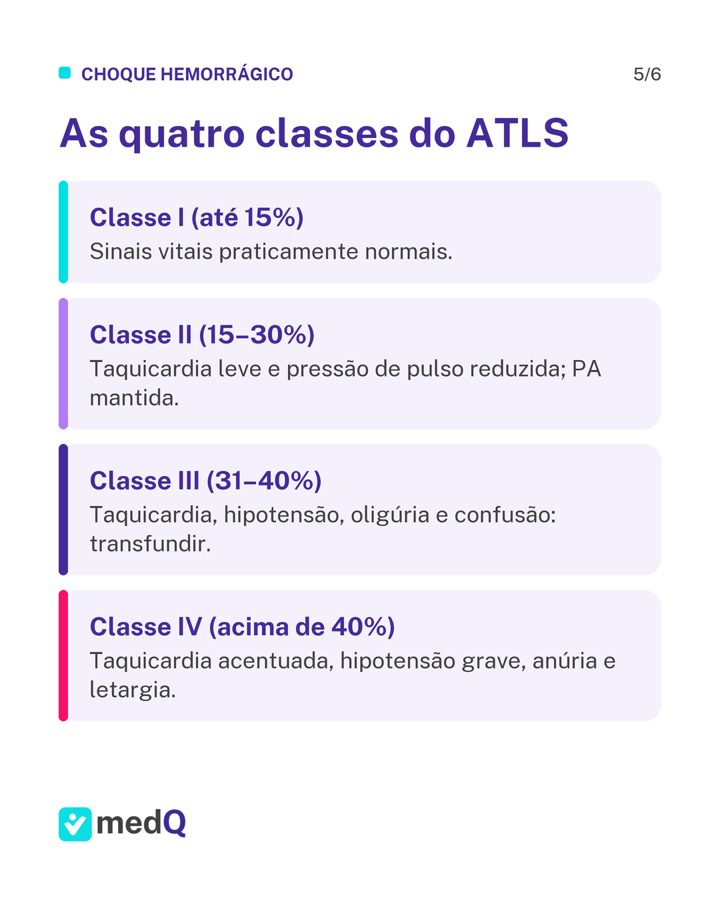 CHOQUE HEMORRÁGICO
5/6
As quatro classes do ATLS
Classe I (até 15%)
Sinais vitais praticamente normais.
Classe II (15–30%)
Taquicardia leve e pressão de pulso reduzida; PA
mantida.
Classe III (31–40%)
Taquicardia, hipotensão, oligúria e confusão:
transfundir.
Classe IV (acima de 40%)
Taquicardia acentuada, hipotensão grave, anúria e
letargia.
medQ